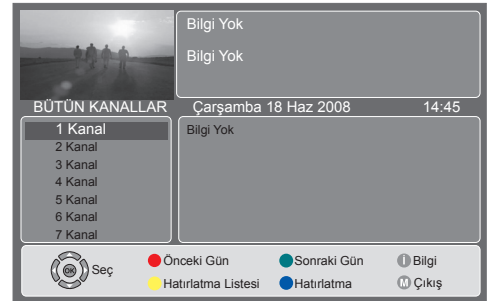 Bilgi Yok
Bilgi Yok
BÜTÜN KANALLAR Çarşamba 18 Haz 2008 14:45
1 Kanal
2 Kanal
3 Kanal
4 Kanal
5 Kanal
6 Kanal
7 Kanal
Bilgi Yok
OK Seç Önceki Gün Sonraki Gün i Bilgi
Hatırlatma Listesi Hatırlatma M Çıkış